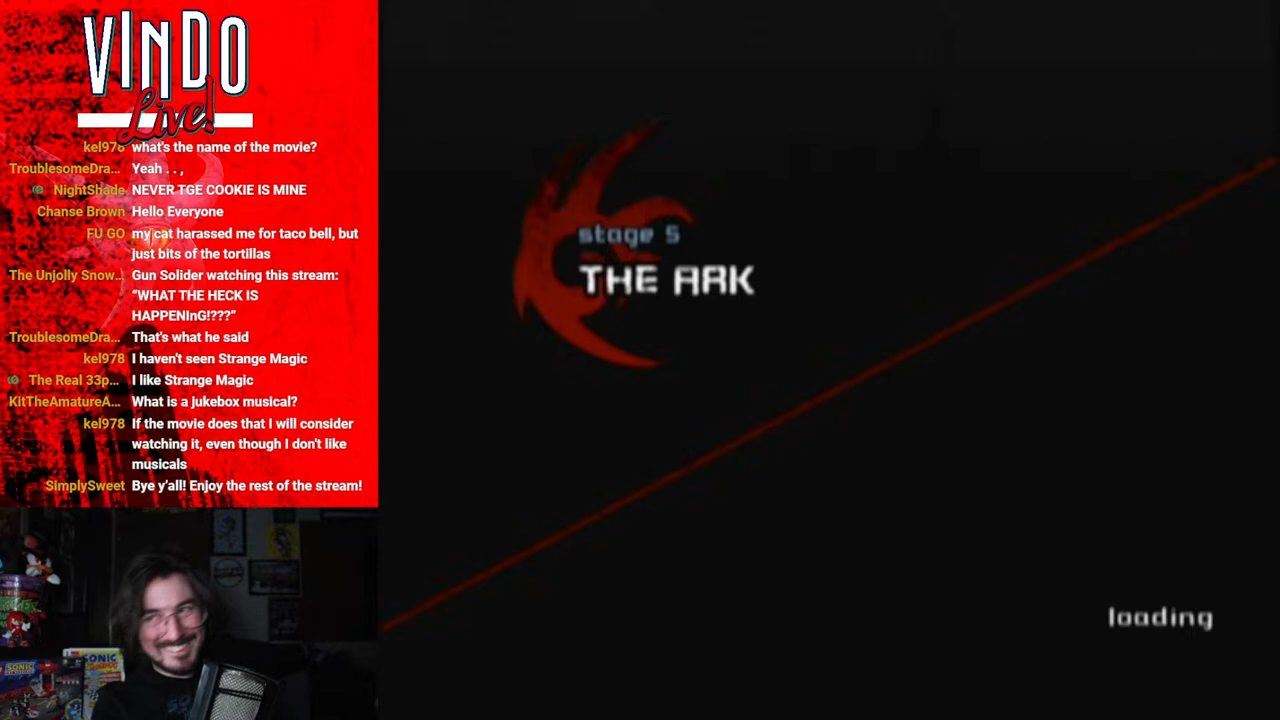 VINDO
Live!
kel978 what's the name of the movie?
TroublesomeDra... Yeah . . ,
NightShade NEVER TGE COOKIE IS MINE
Chanse Brown Hello Everyone
FU GO my cat harassed me for taco bell, but
just bits of the tortillas
The Unjolly Snow... Gun Solider watching this stream:
“WHAT THE HECK IS
HAPPENInG!???”
TroublesomeDra... That's what he said
kel978 I haven't seen Strange Magic
The Real 33p... I like Strange Magic
KitTheAmatureA... What is a jukebox musical?
kel978 If the movie does that I will consider
watching it, even though I don't like
musicals
SimplySweet Bye y’all! Enjoy the rest of the stream!
stage 5
THE ARK
loading
SONIC
SONIC